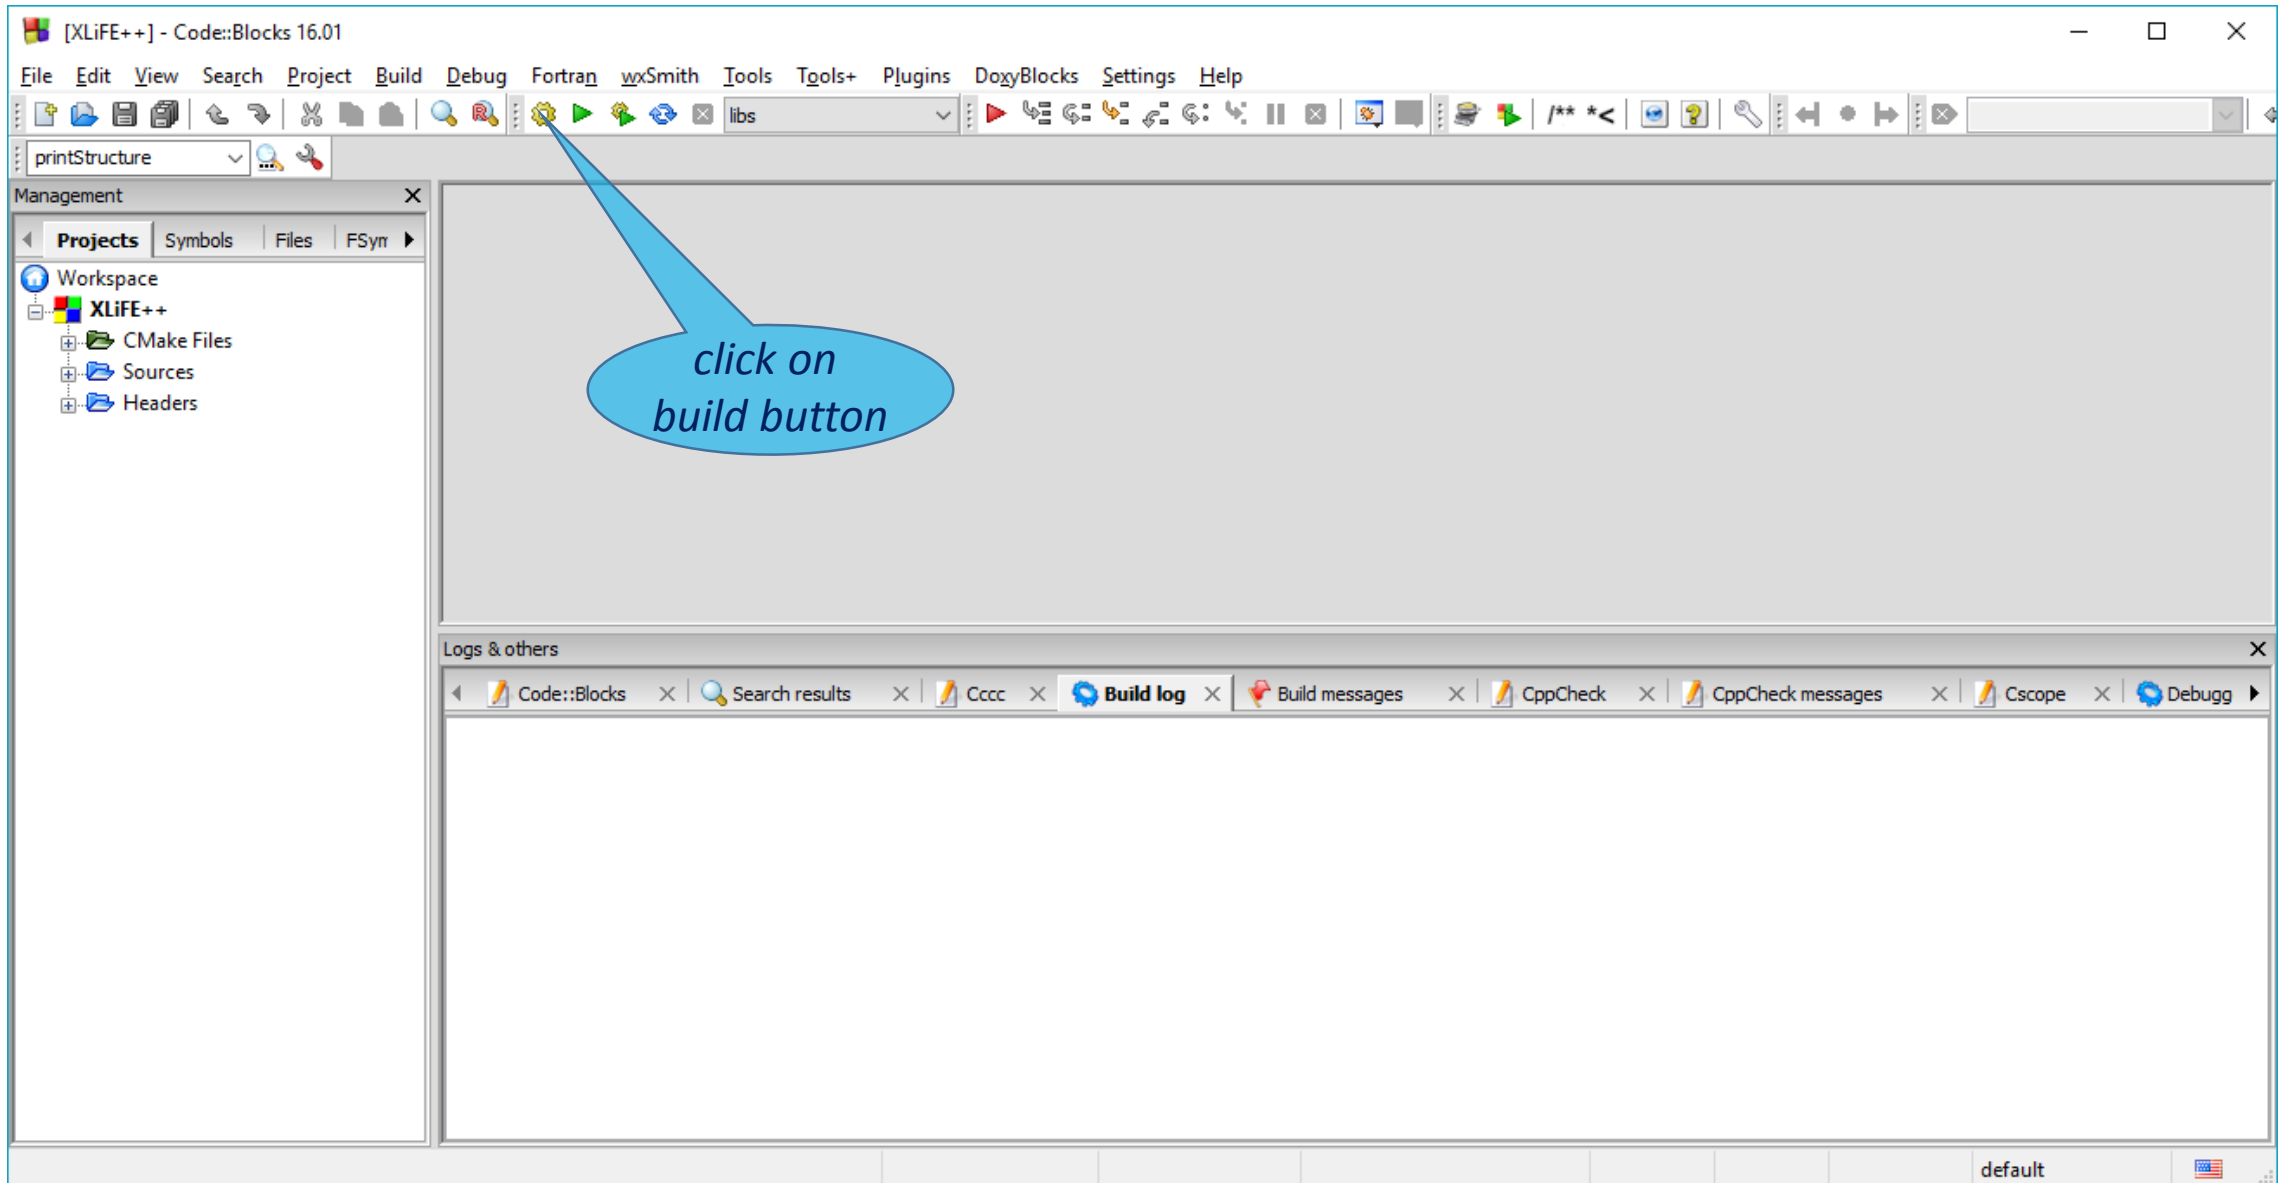 [XLiFE++] - Code::Blocks 16.01
File Edit View Search Project Build Debug Fortran wxSmith Tools Tools+ Plugins DoxyBlocks Settings Help
libs /** *<
printStructure
Management
Projects Symbols Files FSym
Workspace
XLiFE++
CMake Files
Sources
Headers
click on
build button
Logs & others
Code::Blocks Search results Cccc Build log Build messages CppCheck CppCheck messages Cscope Debugg
default